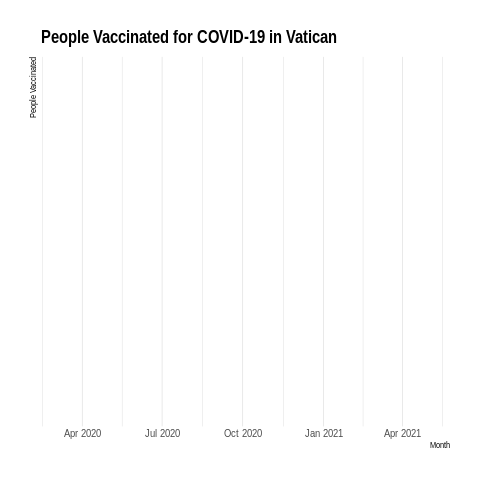 People Vaccinated for COVID-19 in Vatican
People Vaccinated
Apr 2020
Jul 2020
Oct 2020
Jan 2021
Apr 2021
Month